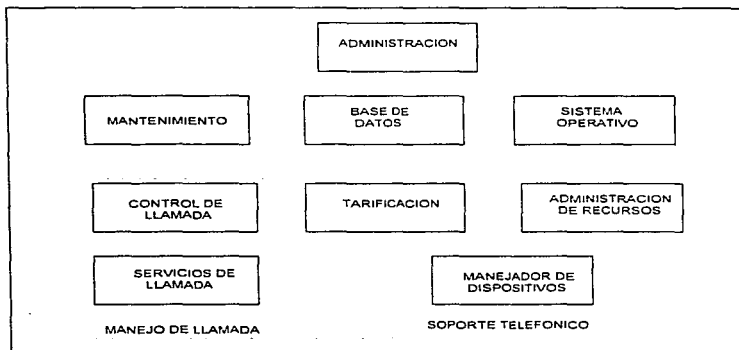 ADMINISTRACION
MANTENIMIENTO
BASE DE
DATOS
SISTEMA
OPERATIVO
CONTROL DE
LLAMADA
TARIFICACION
ADMINISTRACION
DE RECURSOS
SERVICIOS DE
LLAMADA
MANEJADOR DE
DISPOSITIVOS
MANEJO DE LLAMADA
SOPORTE TELEFONICO